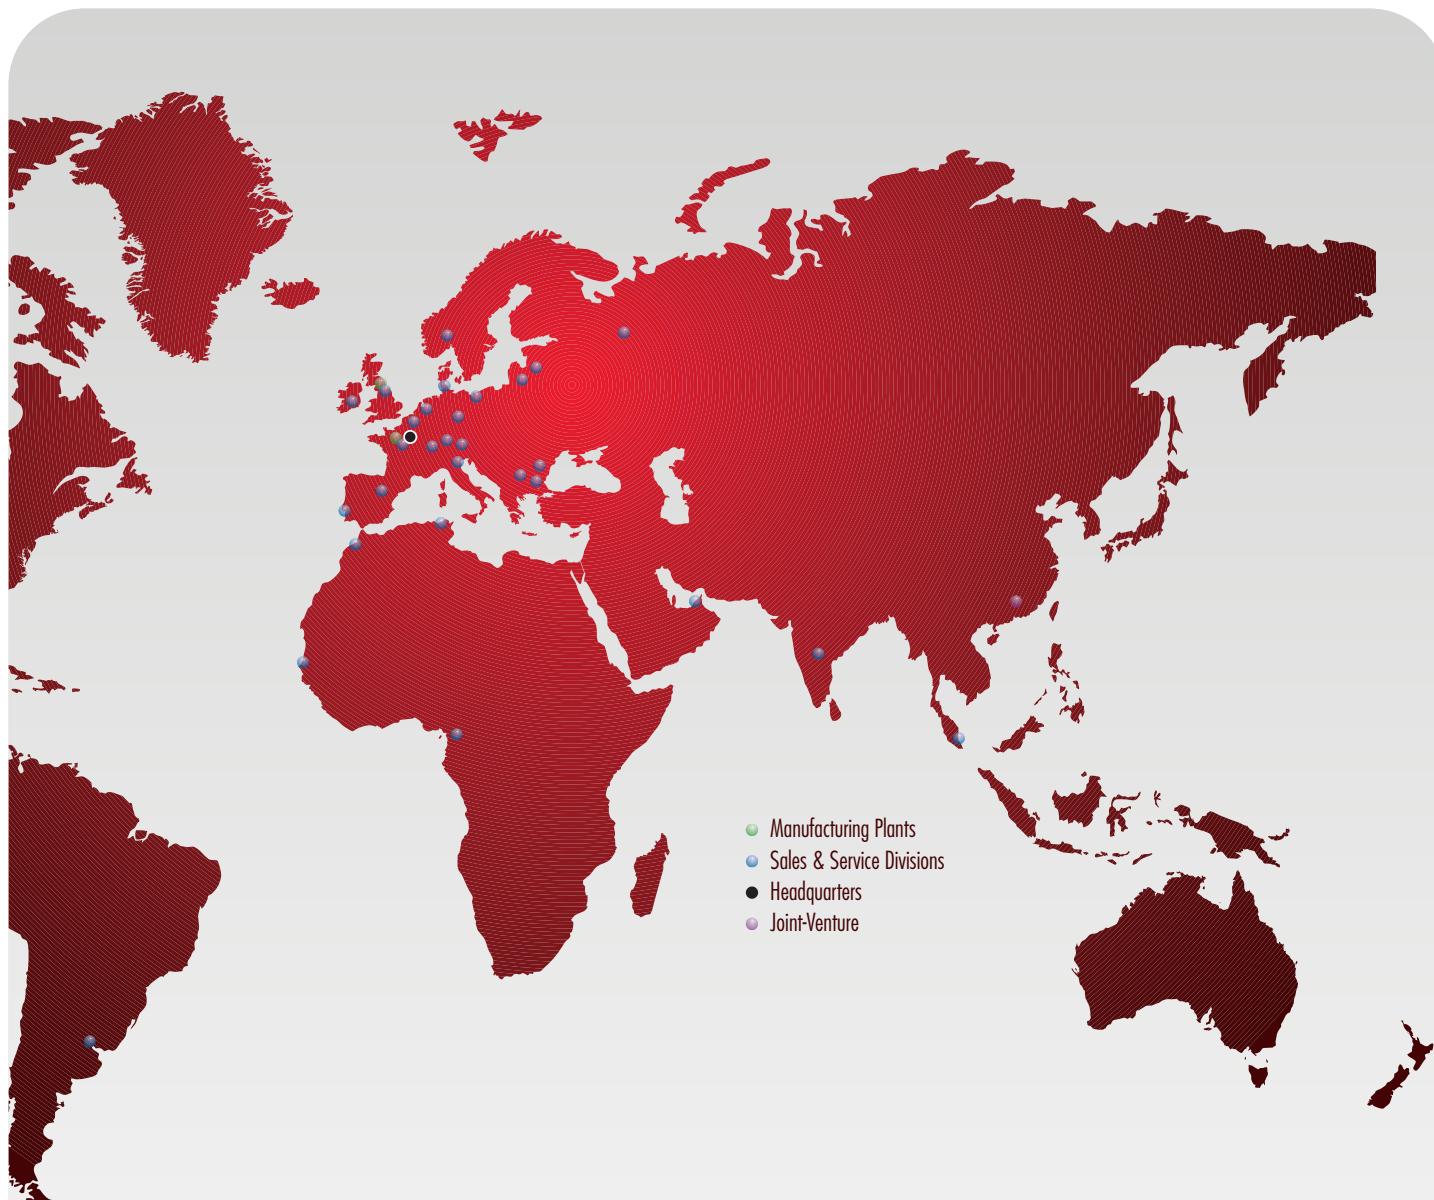 Manufacturing Plants
Sales & Service Divisions
Headquarters
Joint-Venture